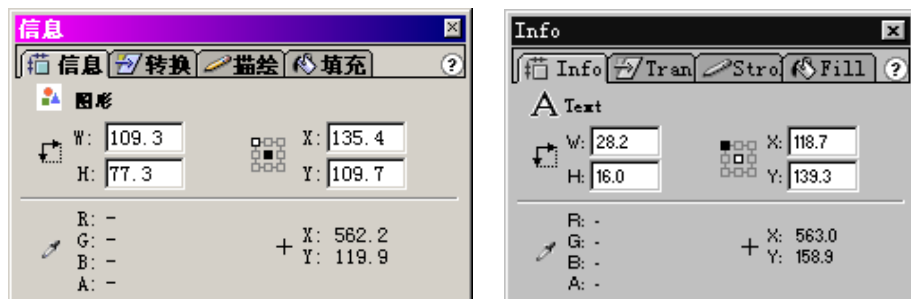 信息
信息 转换 描绘 填充 ?
图形
W: 109.3 X: 135.4
H: 77.3 Y: 109.7
R: -
G: - X: 562.2
B: - Y: 119.9
A: -
Info
Info Tran Stro Fill ?
A Text
W: 28.2 X: 118.7
H: 16.0 Y: 139.3
R: -
G: - X: 563.0
B: - Y: 158.9
A: -